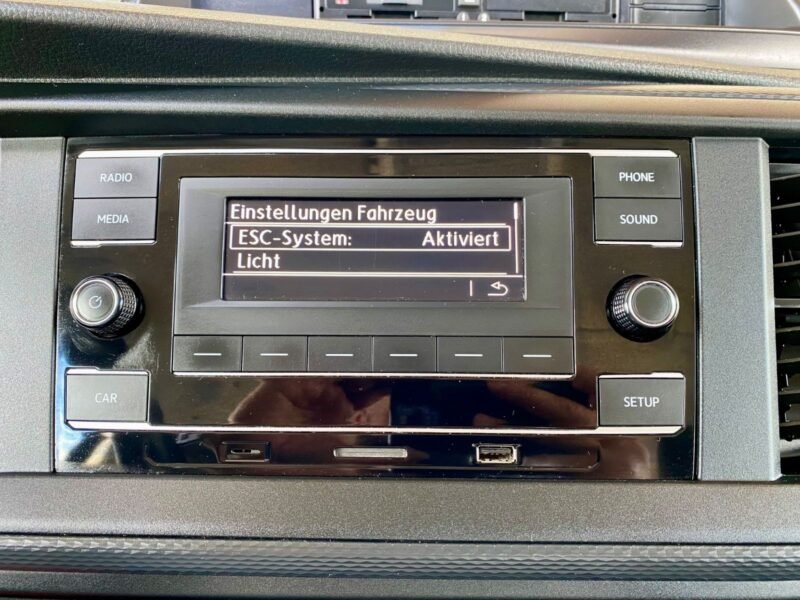 RADIO
MEDIA
PHONE
SOUND
Einstellungen Fahrzeug
ESC-System: Aktiviert
Licht
CAR
SETUP